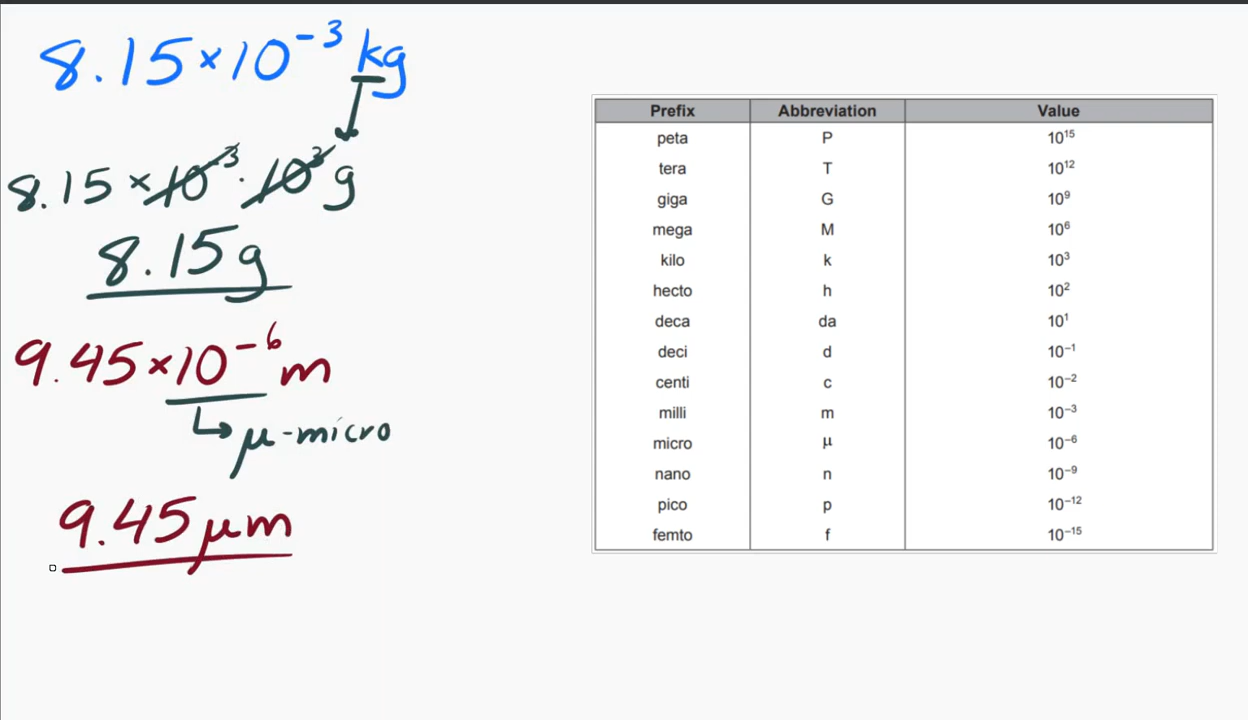 8.15×10⁻³ kg
8.15×10⁻³·10³ g
8.15g
9.45×10⁻⁶ m
μ-micro
9.45μm
Prefix Abbreviation Value
peta P 10¹⁵
tera T 10¹²
giga G 10⁹
mega M 10⁶
kilo k 10³
hecto h 10²
deca da 10¹
deci d 10⁻¹
centi c 10⁻²
milli m 10⁻³
micro μ 10⁻⁶
nano n 10⁻⁹
pico p 10⁻¹²
femto f 10⁻¹⁵